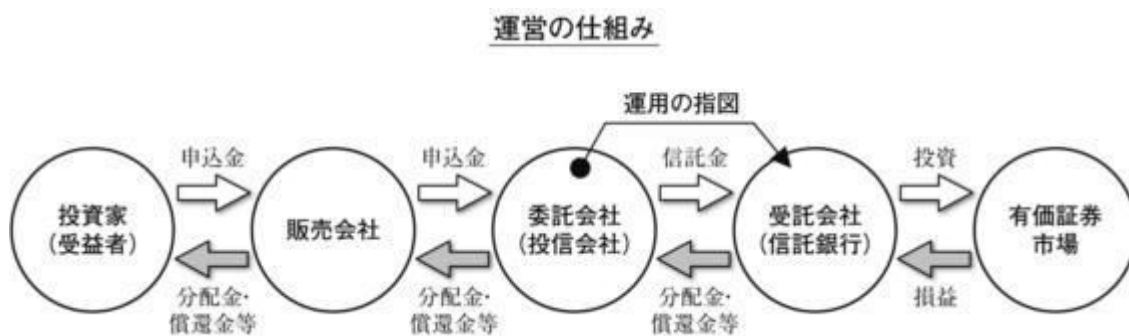 運営の仕組み
運用の指図
申込金
申込金
信託金
投資
投資家
(受益者)
販売会社
委託会社
(投信会社)
受託会社
(信託銀行)
有価証券
市場
分配金・
償還金等
分配金・
償還金等
分配金・
償還金等
損益